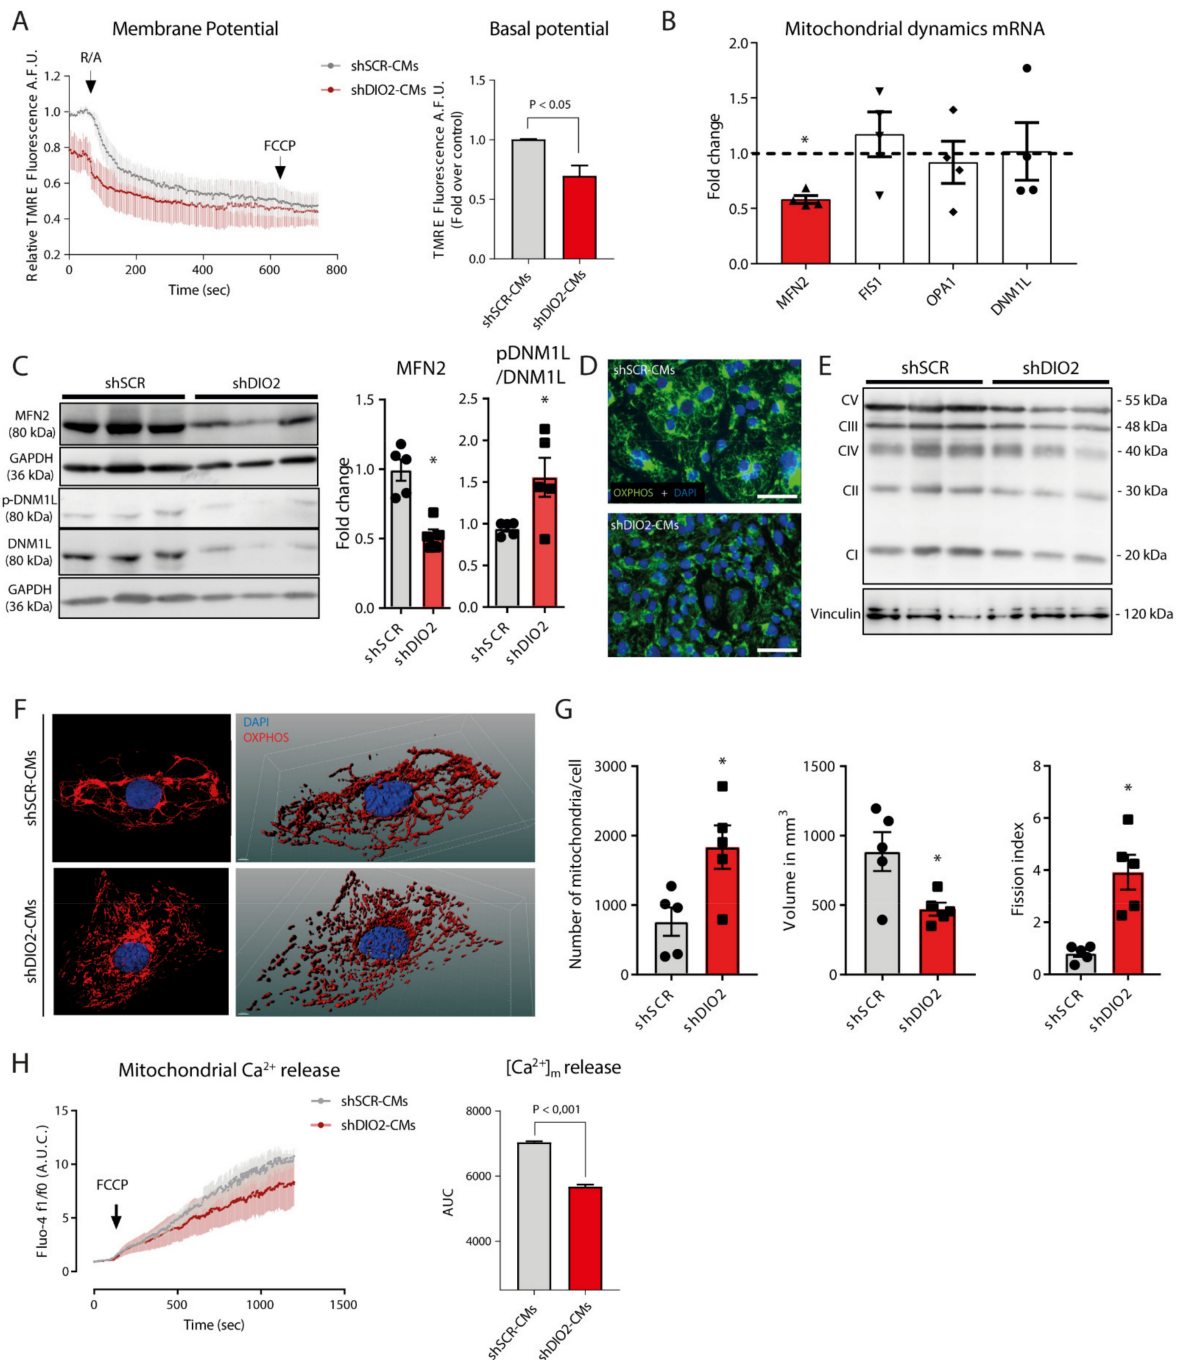 A
Membrane Potential
R/A
shSCR-CMs
shDIO2-CMs
FCCP
Relative TMRE Fluorescence A.F.U.
1.2
1.0
0.8
0.6
0.4
0.2
0 200 400 600 800
Time (sec)
Basal potential
P < 0.05
TMRE Fluorescence A.F.U.
(Fold over control)
1.5
1.0
0.5
0.0
shSCR-CMs
shDIO2-CMs
B
Mitochondrial dynamics mRNA
Fold change
2.0
1.5
1.0
0.5
0.0
*
MFN2
FIS1
OPA1
DNM1L
C
shSCR
shDIO2
MFN2
(80 kDa)
GAPDH
(36 kDa)
p-DNM1L
(80 kDa)
DNM1L
(80 kDa)
GAPDH
(36 kDa)
MFN2
Fold change
1.5
1.0
0.5
0.0
*
shSCR
shDIO2
pDNM1L
/DNM1L
2.5
2.0
1.5
1.0
0.5
0.0
*
shSCR
shDIO2
D
shSCR-CMs
OXPHOS + DAPI
shDIO2-CMs
E
shSCR
shDIO2
CV
CIII
CIV
CII
CI
Vinculin
- 55 kDa
- 48 kDa
- 40 kDa
- 30 kDa
- 20 kDa
- 120 kDa
F
shSCR-CMs
shDIO2-CMs
DAPI
OXPHOS
G
Number of mitochondria/cell
3000
2000
1000
0
*
shSCR
shDIO2
Volume in mm³
1500
1000
500
0
*
shSCR
shDIO2
Fission index
8
6
4
2
0
*
shSCR
shDIO2
H
Mitochondrial Ca²⁺ release
shSCR-CMs
shDIO2-CMs
FCCP
Fluo-4 f1/f0 (A.U.C.)
15
10
5
0
0 500 1000 1500
Time (sec)
[Ca²⁺]m release
P < 0,001
AUC
8000
6000
4000
shSCR-CMs
shDIO2-CMs